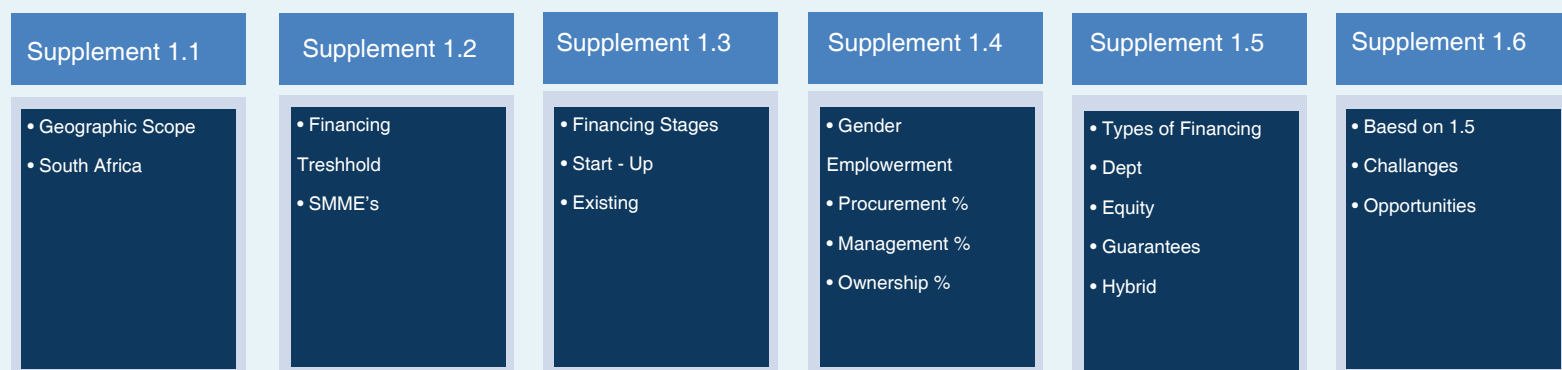 Supplement 1.1
• Geographic Scope
• South Africa
Supplement 1.2
• Financing
Treshhold
• SMME’s
Supplement 1.3
• Financing Stages
• Start - Up
• Existing
Supplement 1.4
• Gender
Emplowerment
• Procurement %
• Management %
• Ownership %
Supplement 1.5
• Types of Financing
• Dept
• Equity
• Guarantees
• Hybrid
Supplement 1.6
• Baesd on 1.5
• Challanges
• Opportunities